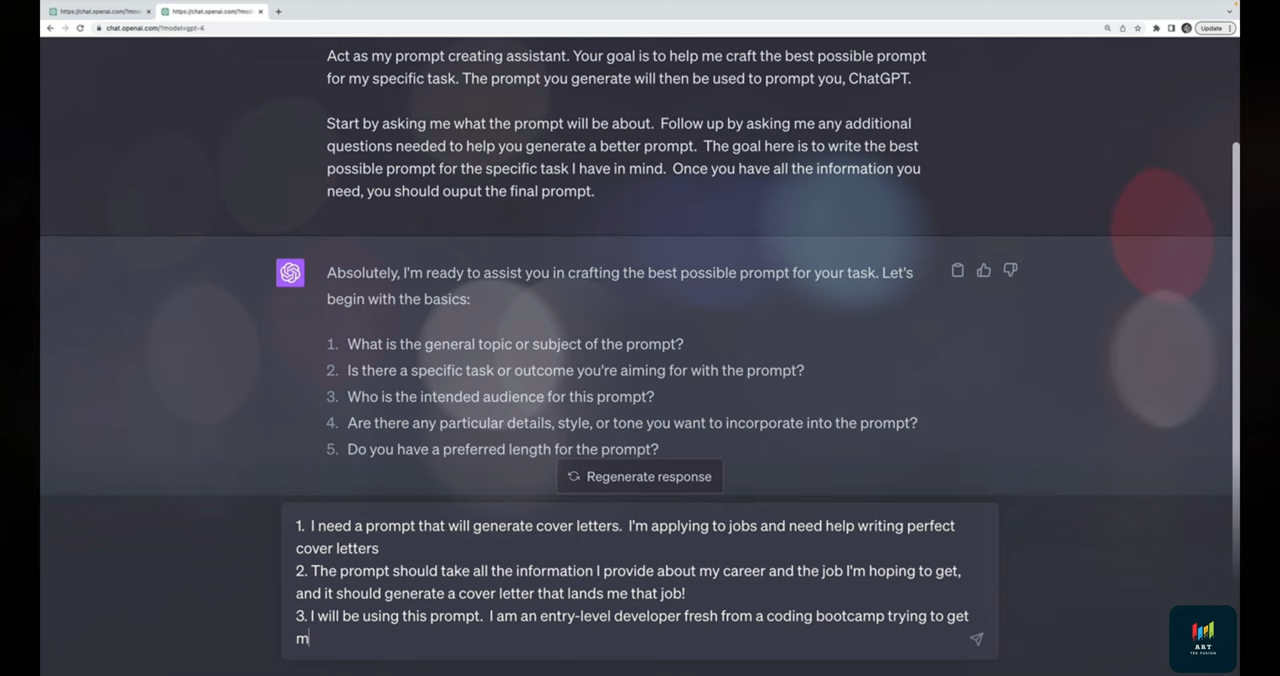 https://chat.openai.com/?mode
https://chat.openai.com/?mode
chat.openai.com/?model=gpt-4
Update
Act as my prompt creating assistant. Your goal is to help me craft the best possible prompt
for my specific task. The prompt you generate will then be used to prompt you, ChatGPT.
Start by asking me what the prompt will be about. Follow up by asking me any additional
questions needed to help you generate a better prompt. The goal here is to write the best
possible prompt for the specific task I have in mind. Once you have all the information you
need, you should ouput the final prompt.
Absolutely, I'm ready to assist you in crafting the best possible prompt for your task. Let's
begin with the basics:
1. What is the general topic or subject of the prompt?
2. Is there a specific task or outcome you're aiming for with the prompt?
3. Who is the intended audience for this prompt?
4. Are there any particular details, style, or tone you want to incorporate into the prompt?
5. Do you have a preferred length for the prompt?
Regenerate response
1. I need a prompt that will generate cover letters. I'm applying to jobs and need help writing perfect
cover letters
2. The prompt should take all the information I provide about my career and the job I'm hoping to get,
and it should generate a cover letter that lands me that job!
3. I will be using this prompt. I am an entry-level developer fresh from a coding bootcamp trying to get
m
ART
TEK FUSION